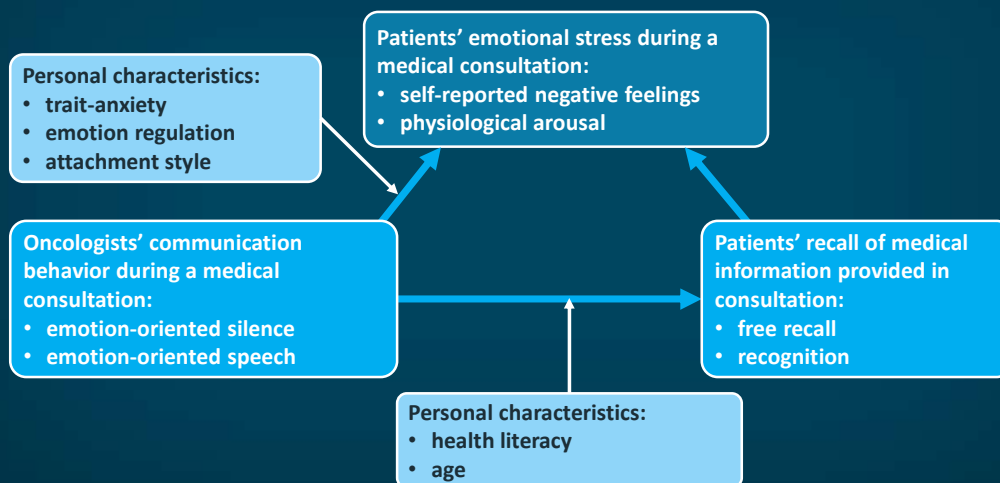 Patients’ emotional stress during a
medical consultation:
• self-reported negative feelings
• physiological arousal
Personal characteristics:
• trait-anxiety
• emotion regulation
• attachment style
Oncologists’ communication
behavior during a medical
consultation:
• emotion-oriented silence
• emotion-oriented speech
Patients’ recall of medical
information provided in
consultation:
• free recall
• recognition
Personal characteristics:
• health literacy
• age